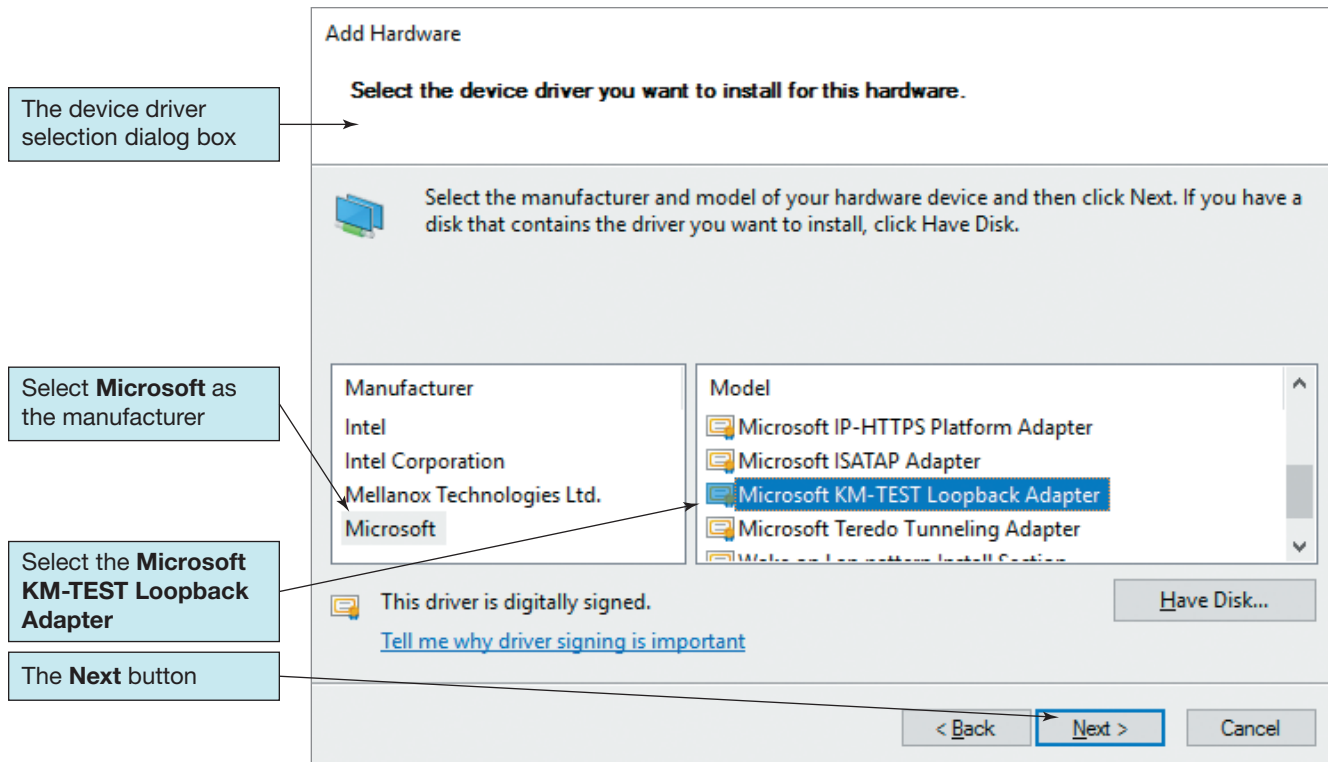 Add Hardware
Select the device driver you want to install for this hardware.
The device driver
selection dialog box
Select the manufacturer and model of your hardware device and then click Next. If you have a
disk that contains the driver you want to install, click Have Disk.
Select Microsoft as
the manufacturer
Manufacturer
Intel
Intel Corporation
Mellanox Technologies Ltd.
Microsoft
Model
Microsoft IP-HTTPS Platform Adapter
Microsoft ISATAP Adapter
Microsoft KM-TEST Loopback Adapter
Microsoft Teredo Tunneling Adapter
Select the Microsoft
KM-TEST Loopback
Adapter
This driver is digitally signed.
Have Disk...
Tell me why driver signing is important
The Next button
< Back
Next >
Cancel